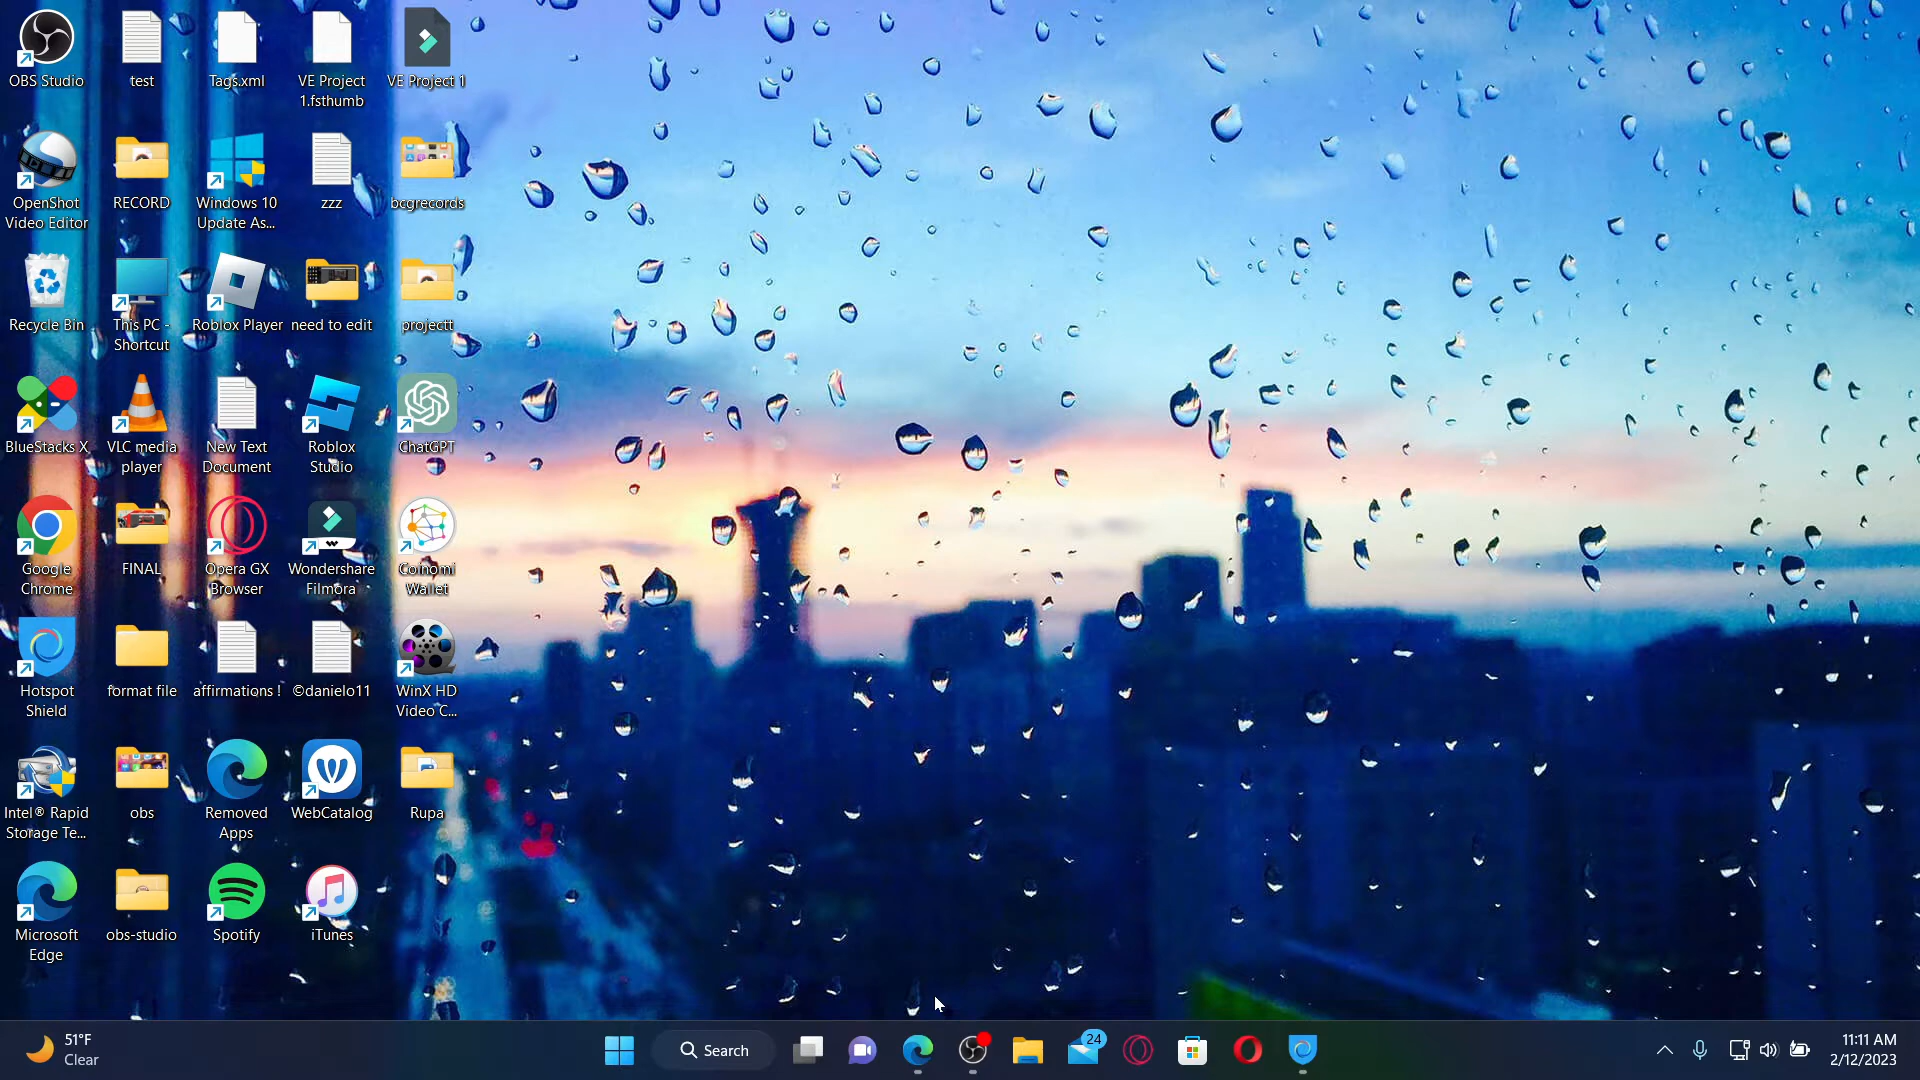 OBS Studio
test
Tags.xml
VE Project
1.fsthumb
VE Project 1
OpenShot
Video Editor
RECORD
Windows 10
Update As...
zzz
bcgrecords
Recycle Bin
This PC -
Shortcut
Roblox Player
need to edit
projectt
BlueStacks X
VLC media
player
New Text
Document
Roblox
Studio
ChatGPT
Google
Chrome
FINAL
Opera GX
Browser
Wondershare
Filmora
Coinomi
Wallet
Hotspot
Shield
format file
affirmations !
©danielo11
WinX HD
Video C...
Intel® Rapid
Storage Te...
obs
Removed
Apps
WebCatalog
Rupa
Microsoft
Edge
obs-studio
Spotify
iTunes
51°F
Clear
Search
24
11:11 AM
2/12/2023